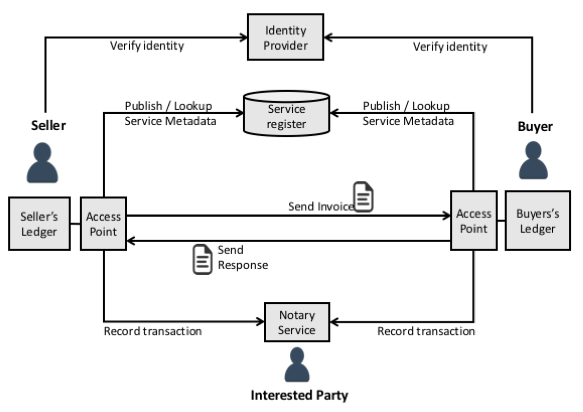 Identity
Provider
Verify identity
Verify identity
Publish / Lookup
Service Metadata
Service
register
Publish / Lookup
Service Metadata
Seller
Buyer
Seller's
Ledger
Access
Point
Send Invoice
Access
Point
Buyers's
Ledger
Send
Response
Notary
Service
Record transaction
Record transaction
Interested Party